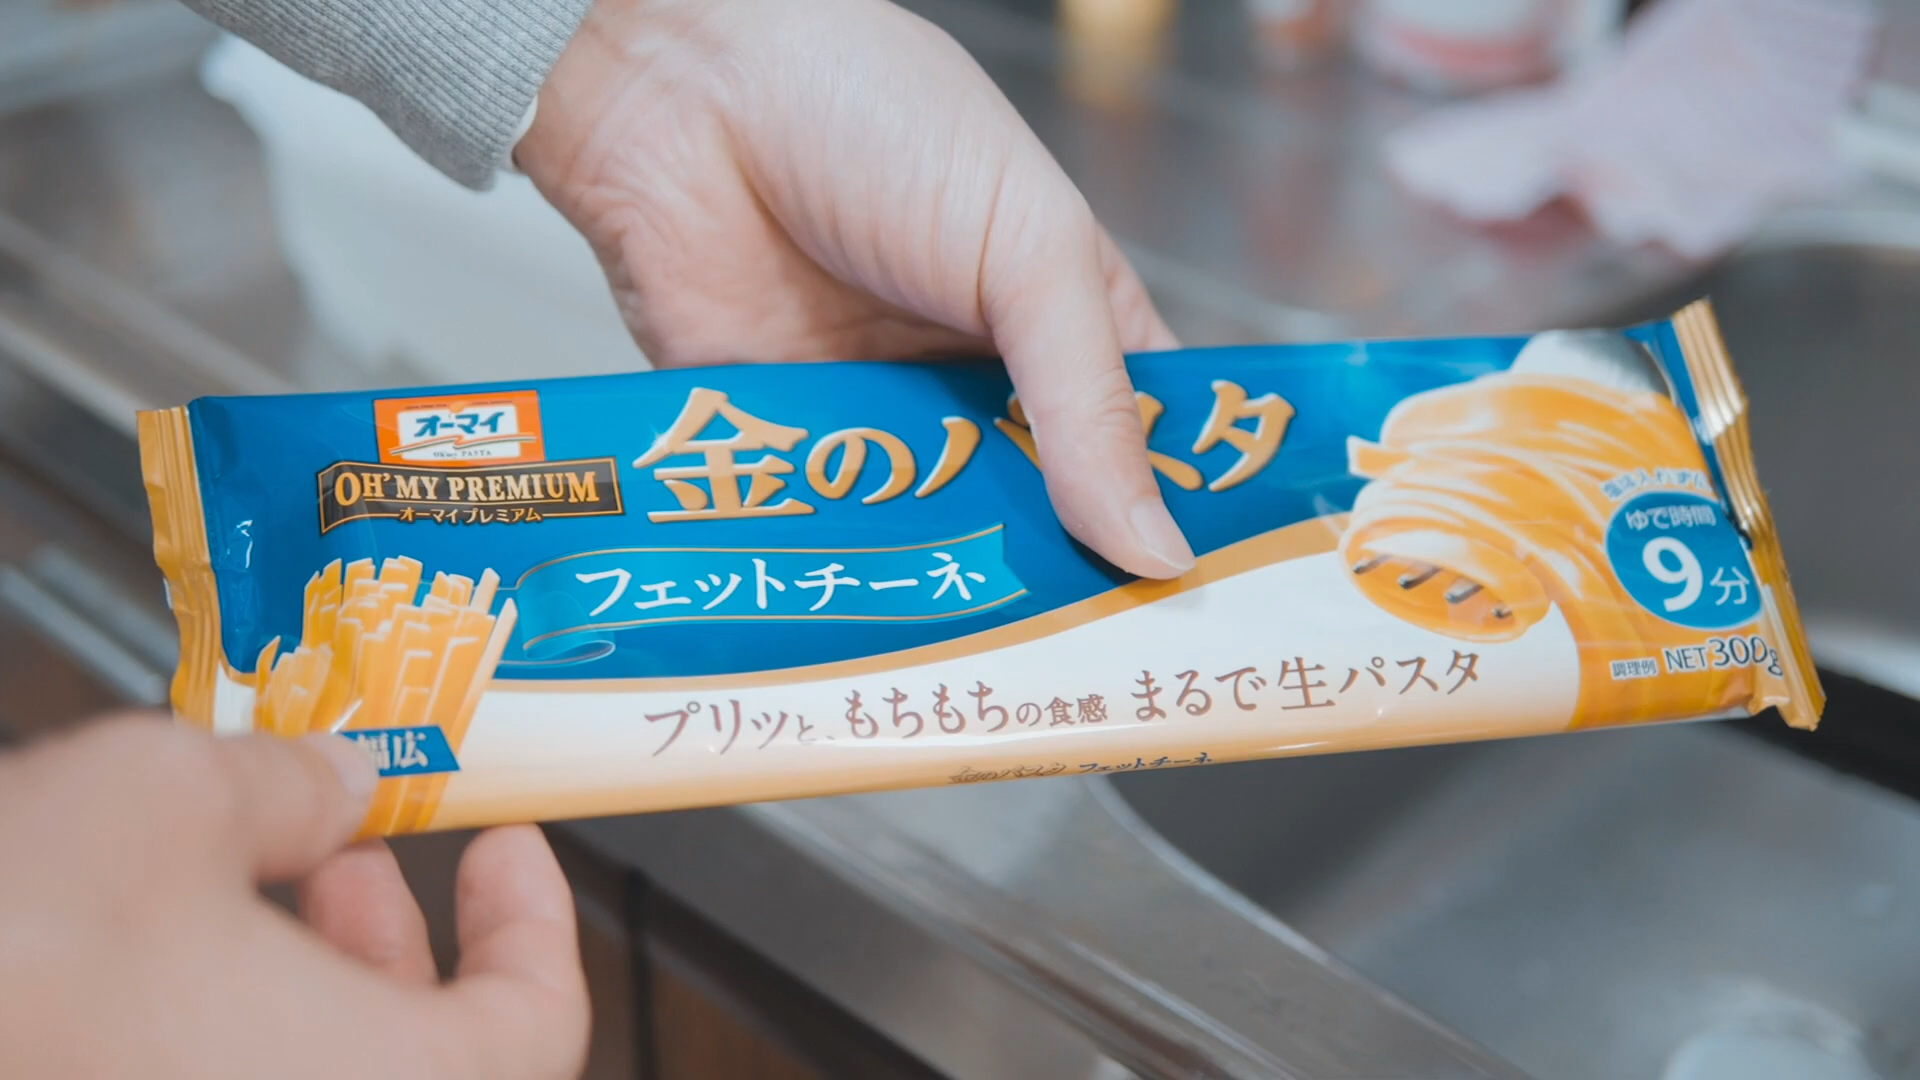 オーマイ
Oh'my PASTA
OH'MY PREMIUM
オーマイプレミアム
金のパスタ
フェットチーネ
ゆで時間
9分
調理例 NET300g
プリッと、もちもちの食感 まるで生パスタ
幅広
金のパスタ フェットチーネ